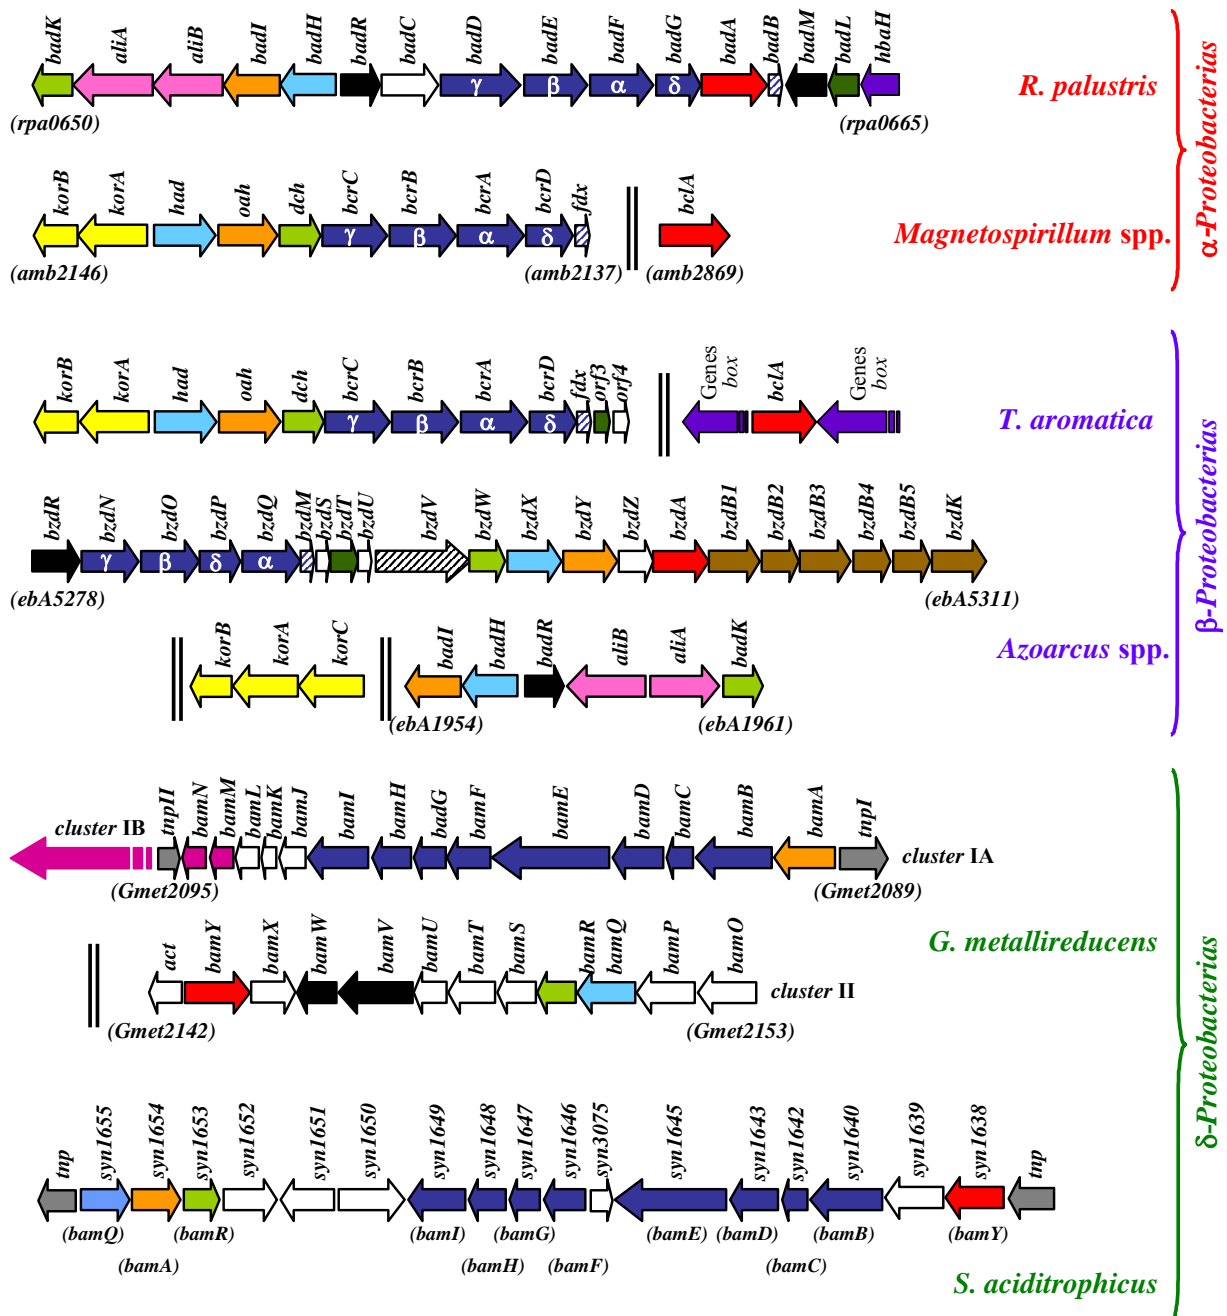 badK aliA aliB badI badH badR badC badD badE badF badG badA badB badM badL hbaH
γ β α δ
R. palustris
(rpa0650) (rpa0665)
α-Proteobacterias
korB korA had oah dch bcrC bcrB bcrA bcrD fdx bclA
γ β α δ
Magnetospirillum spp.
(amb2146) (amb2137) (amb2869)
korB korA had oah dch bcrC bcrB bcrA bcrD fdx orf3 orf4 Genes box bclA Genes box
γ β α δ
T. aromatica
bzdR bzdN bzdO bzdP bzdQ bzdM bzdS bzdT bzdU bzdV bzdW bzdX bzdY bzdZ bzdA bzdB1 bzdB2 bzdB3 bzdB4 bzdB5 bzdK
γ β δ α
(ebA5278) (ebA5311)
β-Proteobacterias
korB korA korC badI badH badR aliB aliA badK
Azoarcus spp.
(ebA1954) (ebA1961)
cluster IB tnpII bamN bamM bamL bamK bamJ bamI bamH badG bamF bamE bamD bamC bamB bamA tnpI
cluster IA
(Gmet2095) (Gmet2089)
G. metallireducens
act bamY bamX bamW bamV bamU bamT bamS bamR bamQ bamP bamO
cluster II
(Gmet2142) (Gmet2153)
δ-Proteobacterias
tnp syn1655 syn1654 syn1653 syn1652 syn1651 syn1650 syn1649 syn1648 syn1647 syn1646 syn3075 syn1645 syn1643 syn1642 syn1640 syn1639 syn1638 tnp
(bamQ) (bamR) (bamI) (bamG) (bamE) (bamD) (bamB) (bamY)
(bamA) (bamH) (bamF) (bamC)
S. aciditrophicus